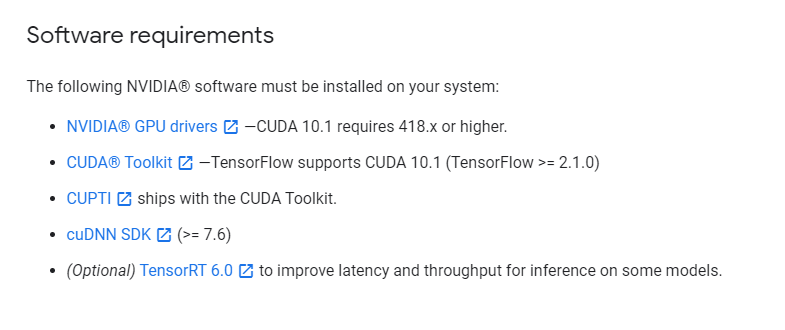 Software requirements
The following NVIDIA® software must be installed on your system:
• NVIDIA® GPU drivers —CUDA 10.1 requires 418.x or higher.
• CUDA® Toolkit —TensorFlow supports CUDA 10.1 (TensorFlow >= 2.1.0)
• CUPTI ships with the CUDA Toolkit.
• cuDNN SDK (>= 7.6)
• (Optional) TensorRT 6.0 to improve latency and throughput for inference on some models.